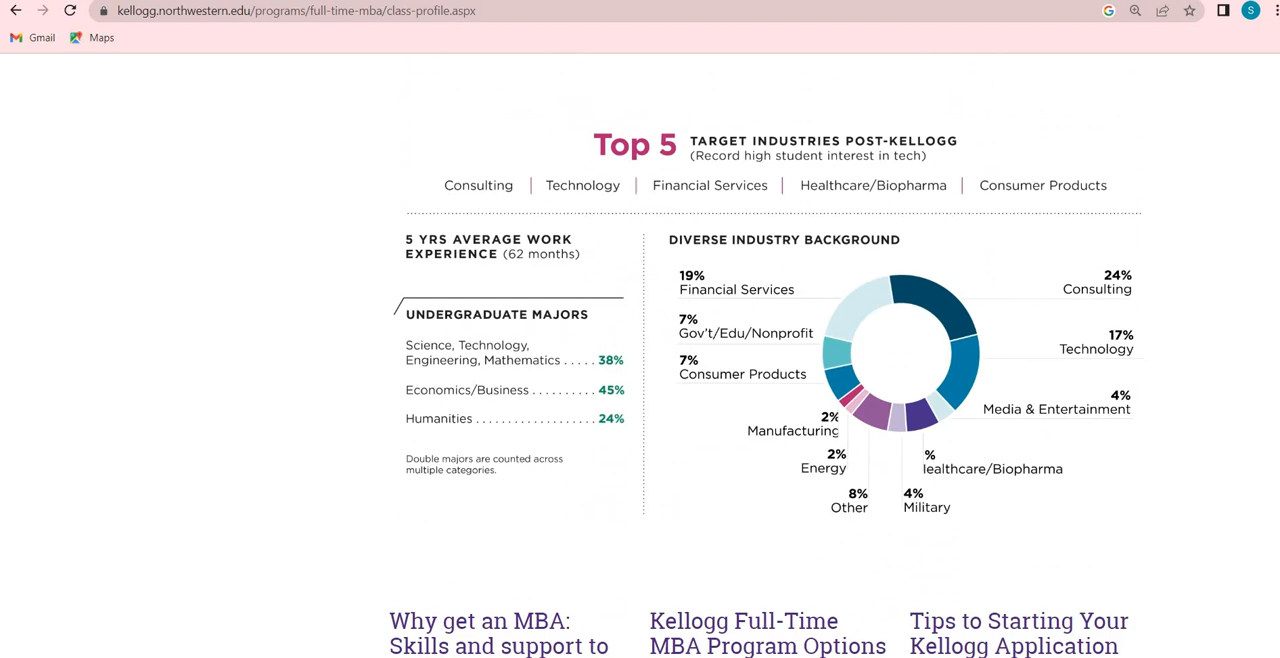 kellogg.northwestern.edu/programs/full-time-mba/class-profile.aspx
S
Gmail Maps
Top 5 TARGET INDUSTRIES POST-KELLOGG
(Record high student interest in tech)
Consulting | Technology | Financial Services | Healthcare/Biopharma | Consumer Products
5 YRS AVERAGE WORK
EXPERIENCE (62 months)
UNDERGRADUATE MAJORS
Science, Technology,
Engineering, Mathematics ..... 38%
Economics/Business .......... 45%
Humanities ................... 24%
Double majors are counted across
multiple categories.
DIVERSE INDUSTRY BACKGROUND
19%
Financial Services
7%
Gov't/Edu/Nonprofit
7%
Consumer Products
2%
Manufacturing
2%
Energy
8%
Other
4%
Military
%
ealthcare/Biopharma
4%
Media & Entertainment
17%
Technology
24%
Consulting
Why get an MBA:
Skills and support to
Kellogg Full-Time
MBA Program Options
Tips to Starting Your
Kellogg Application